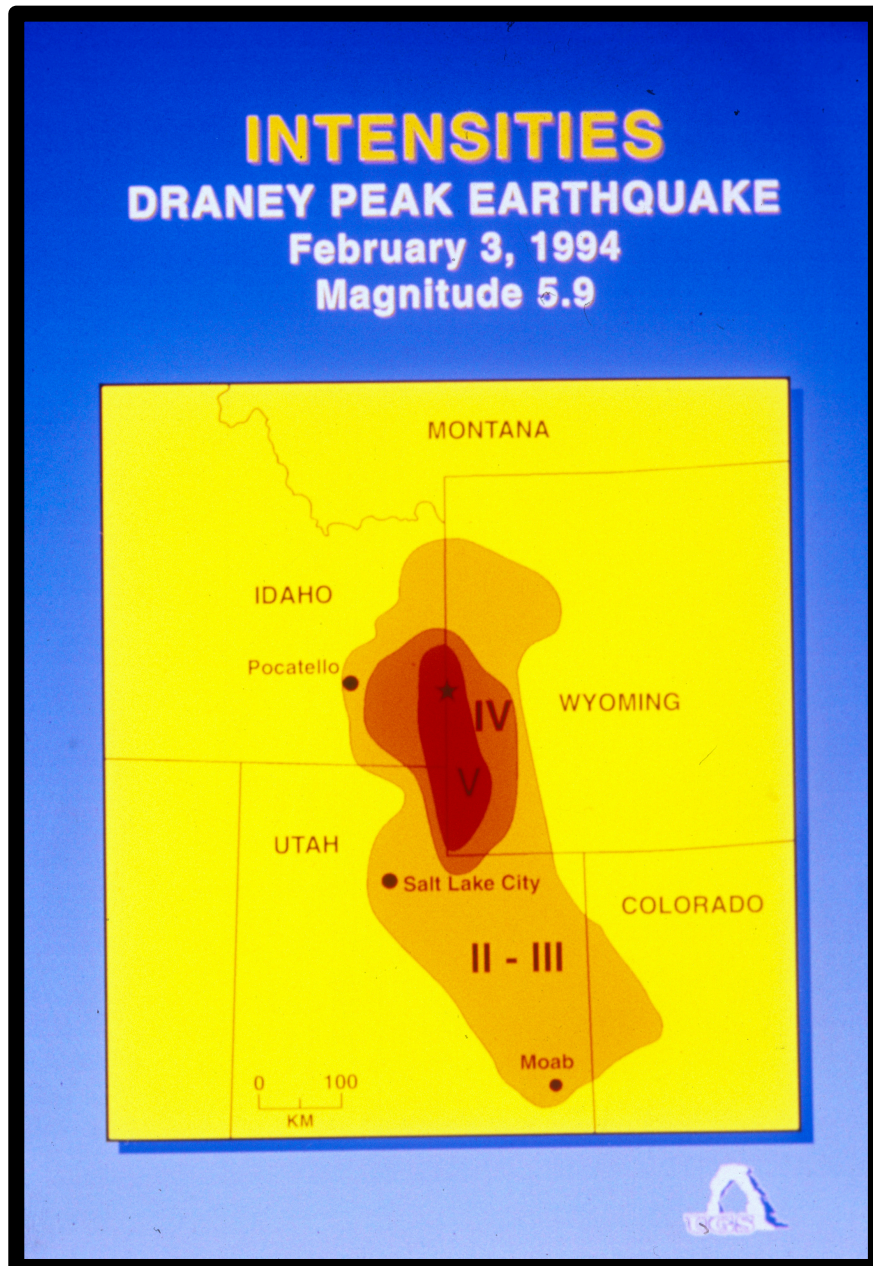 INTENSITIES
DRANEY PEAK EARTHQUAKE
February 3, 1994
Magnitude 5.9
MONTANA
IDAHO
Pocatello
IV
WYOMING
V
UTAH
Salt Lake City
COLORADO
II - III
Moab
0 100
KM
UGS